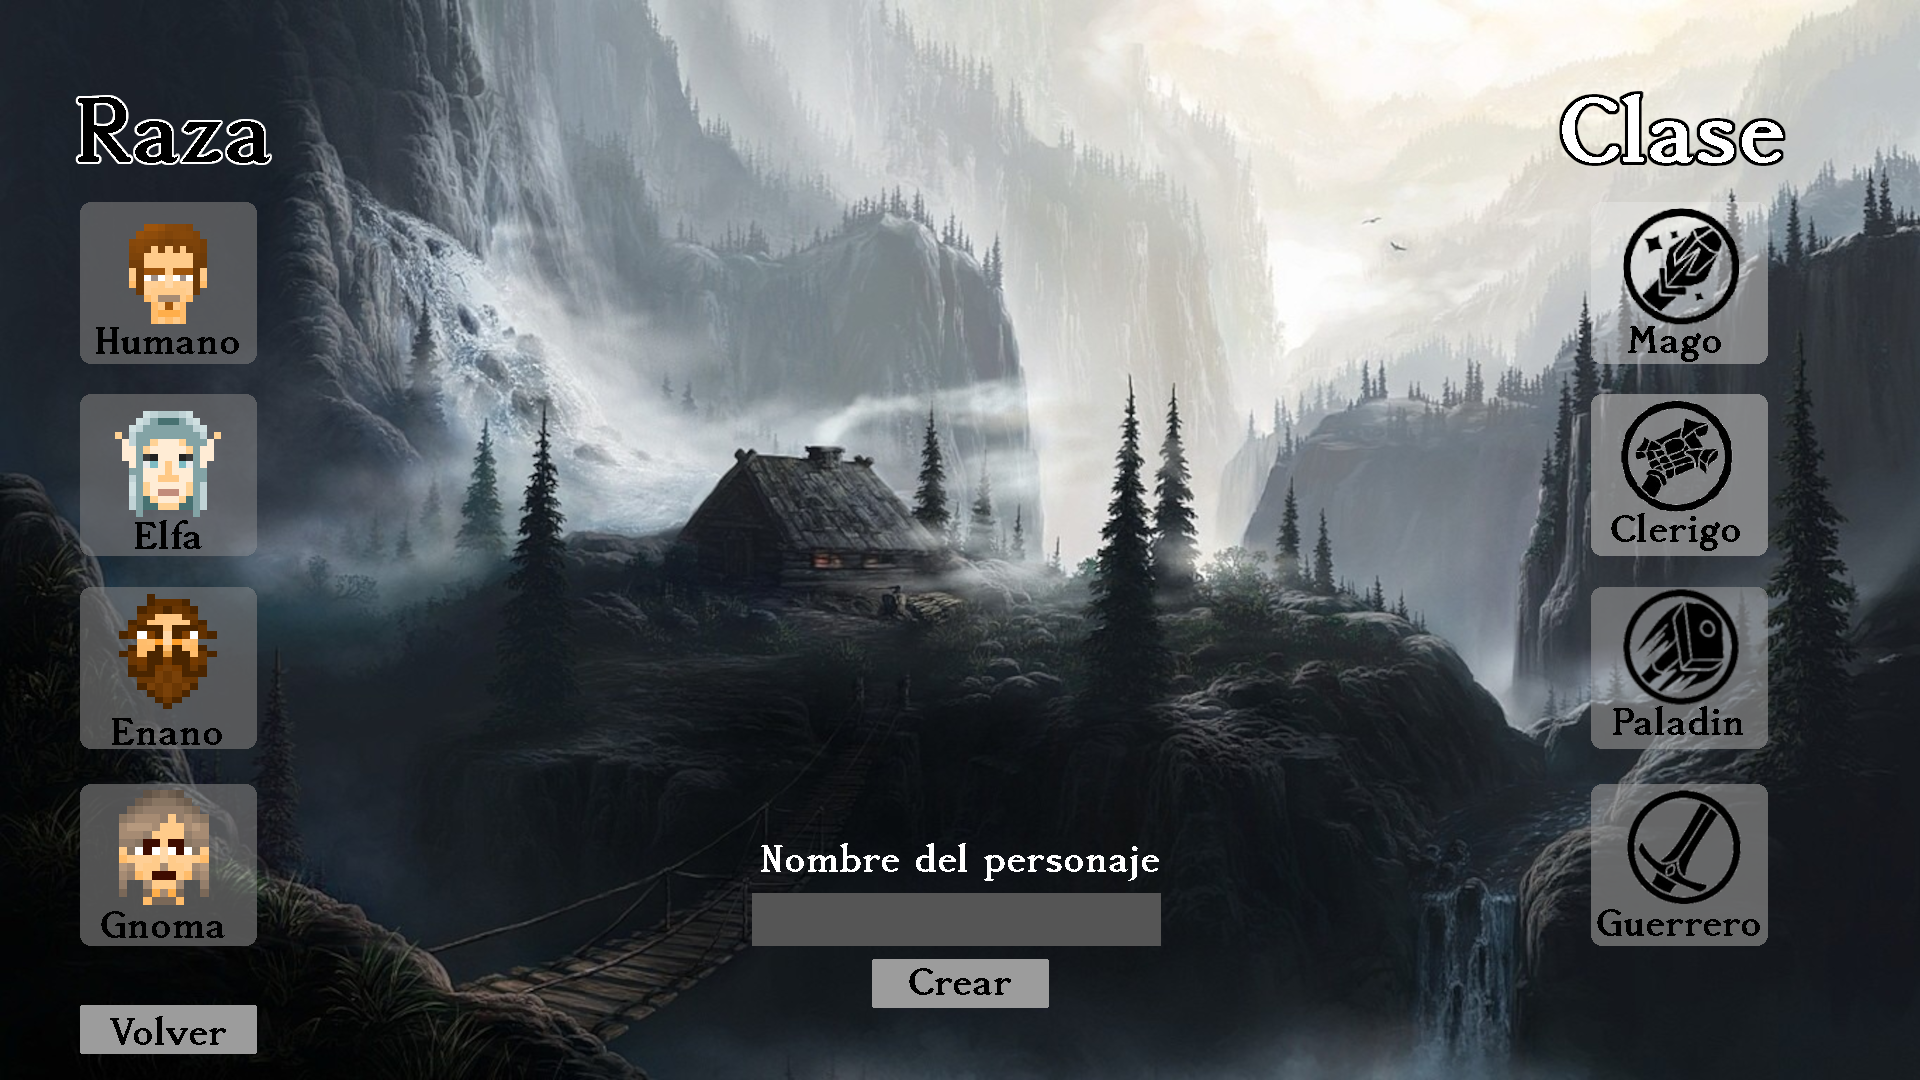 Raza
Humano
Elfa
Enano
Gnoma
Volver
Clase
Mago
Clerigo
Paladin
Guerrero
Nombre del personaje
Crear